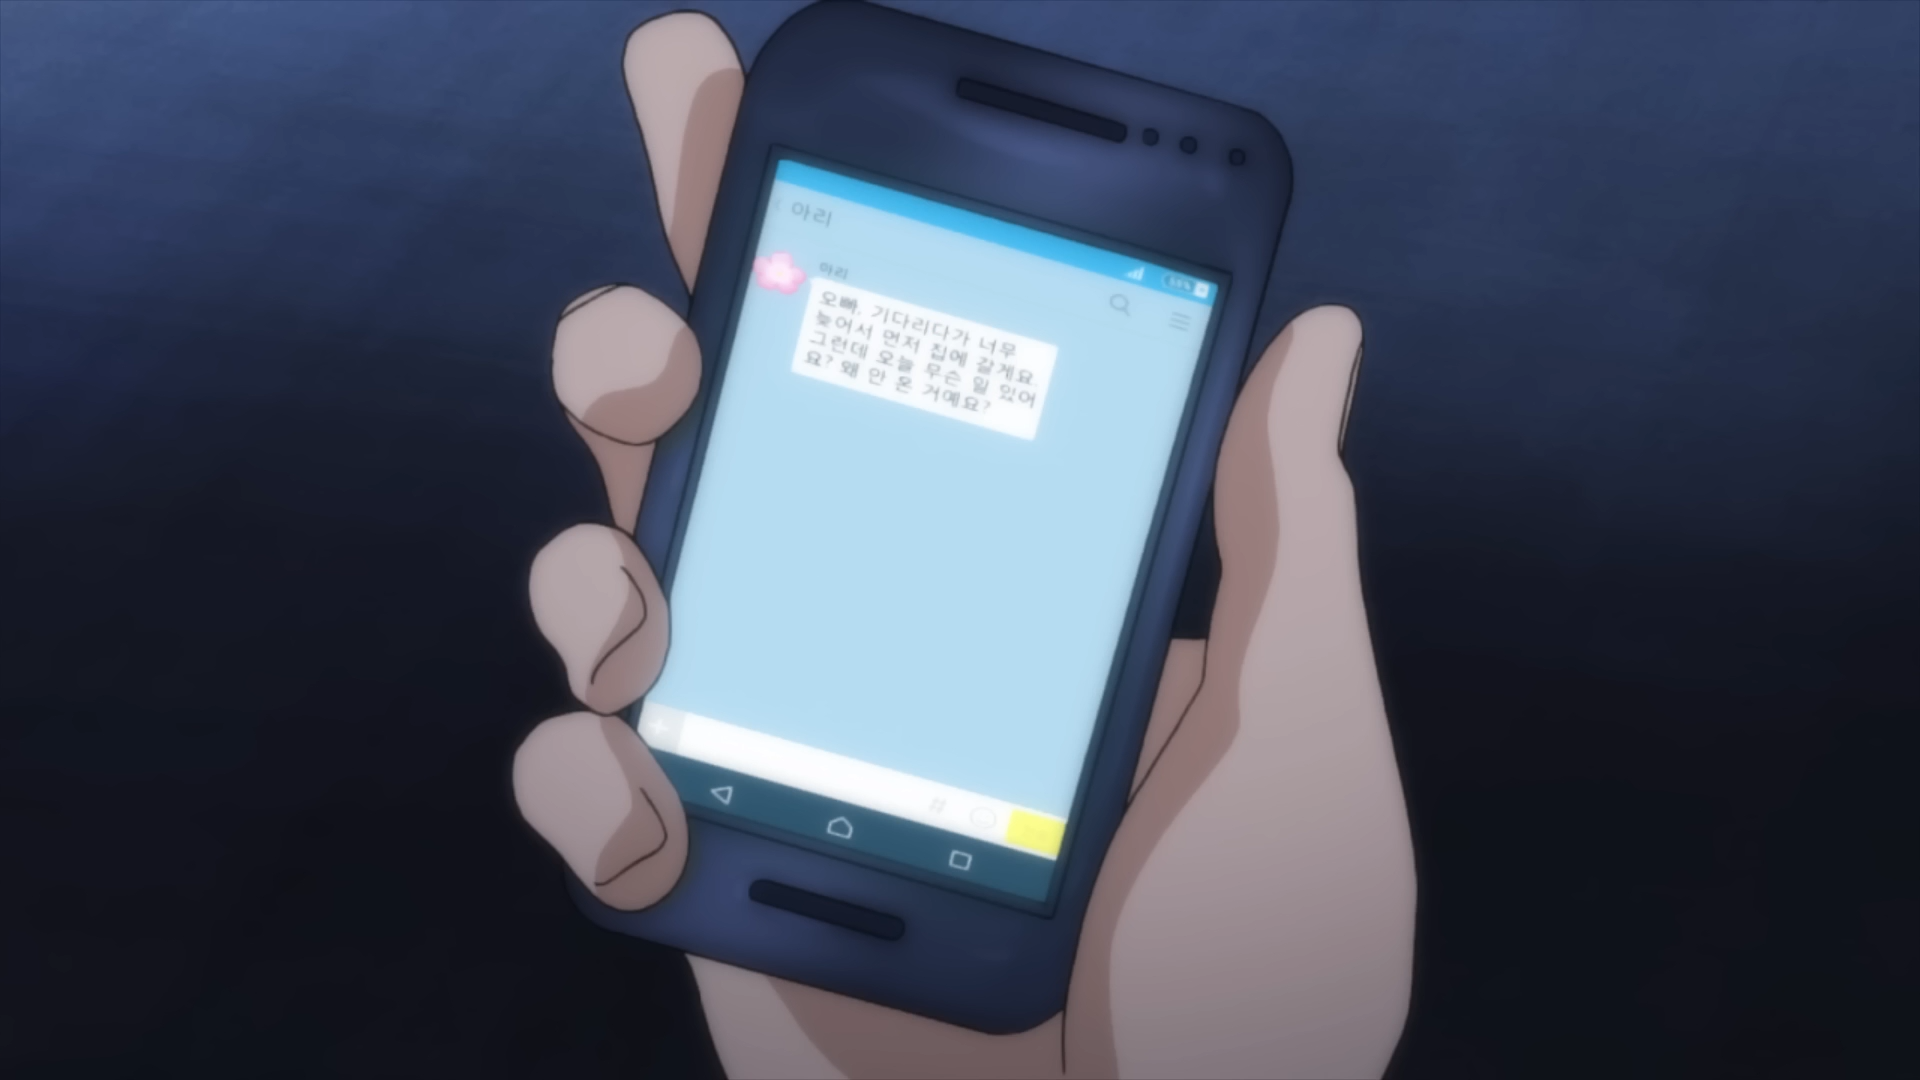 아리
아리
오빠, 기다리다가 너무
늦어서 먼저 집에 갈게요.
그런데 오늘 무슨 일 있어
요? 왜 안 온 거예요?
#